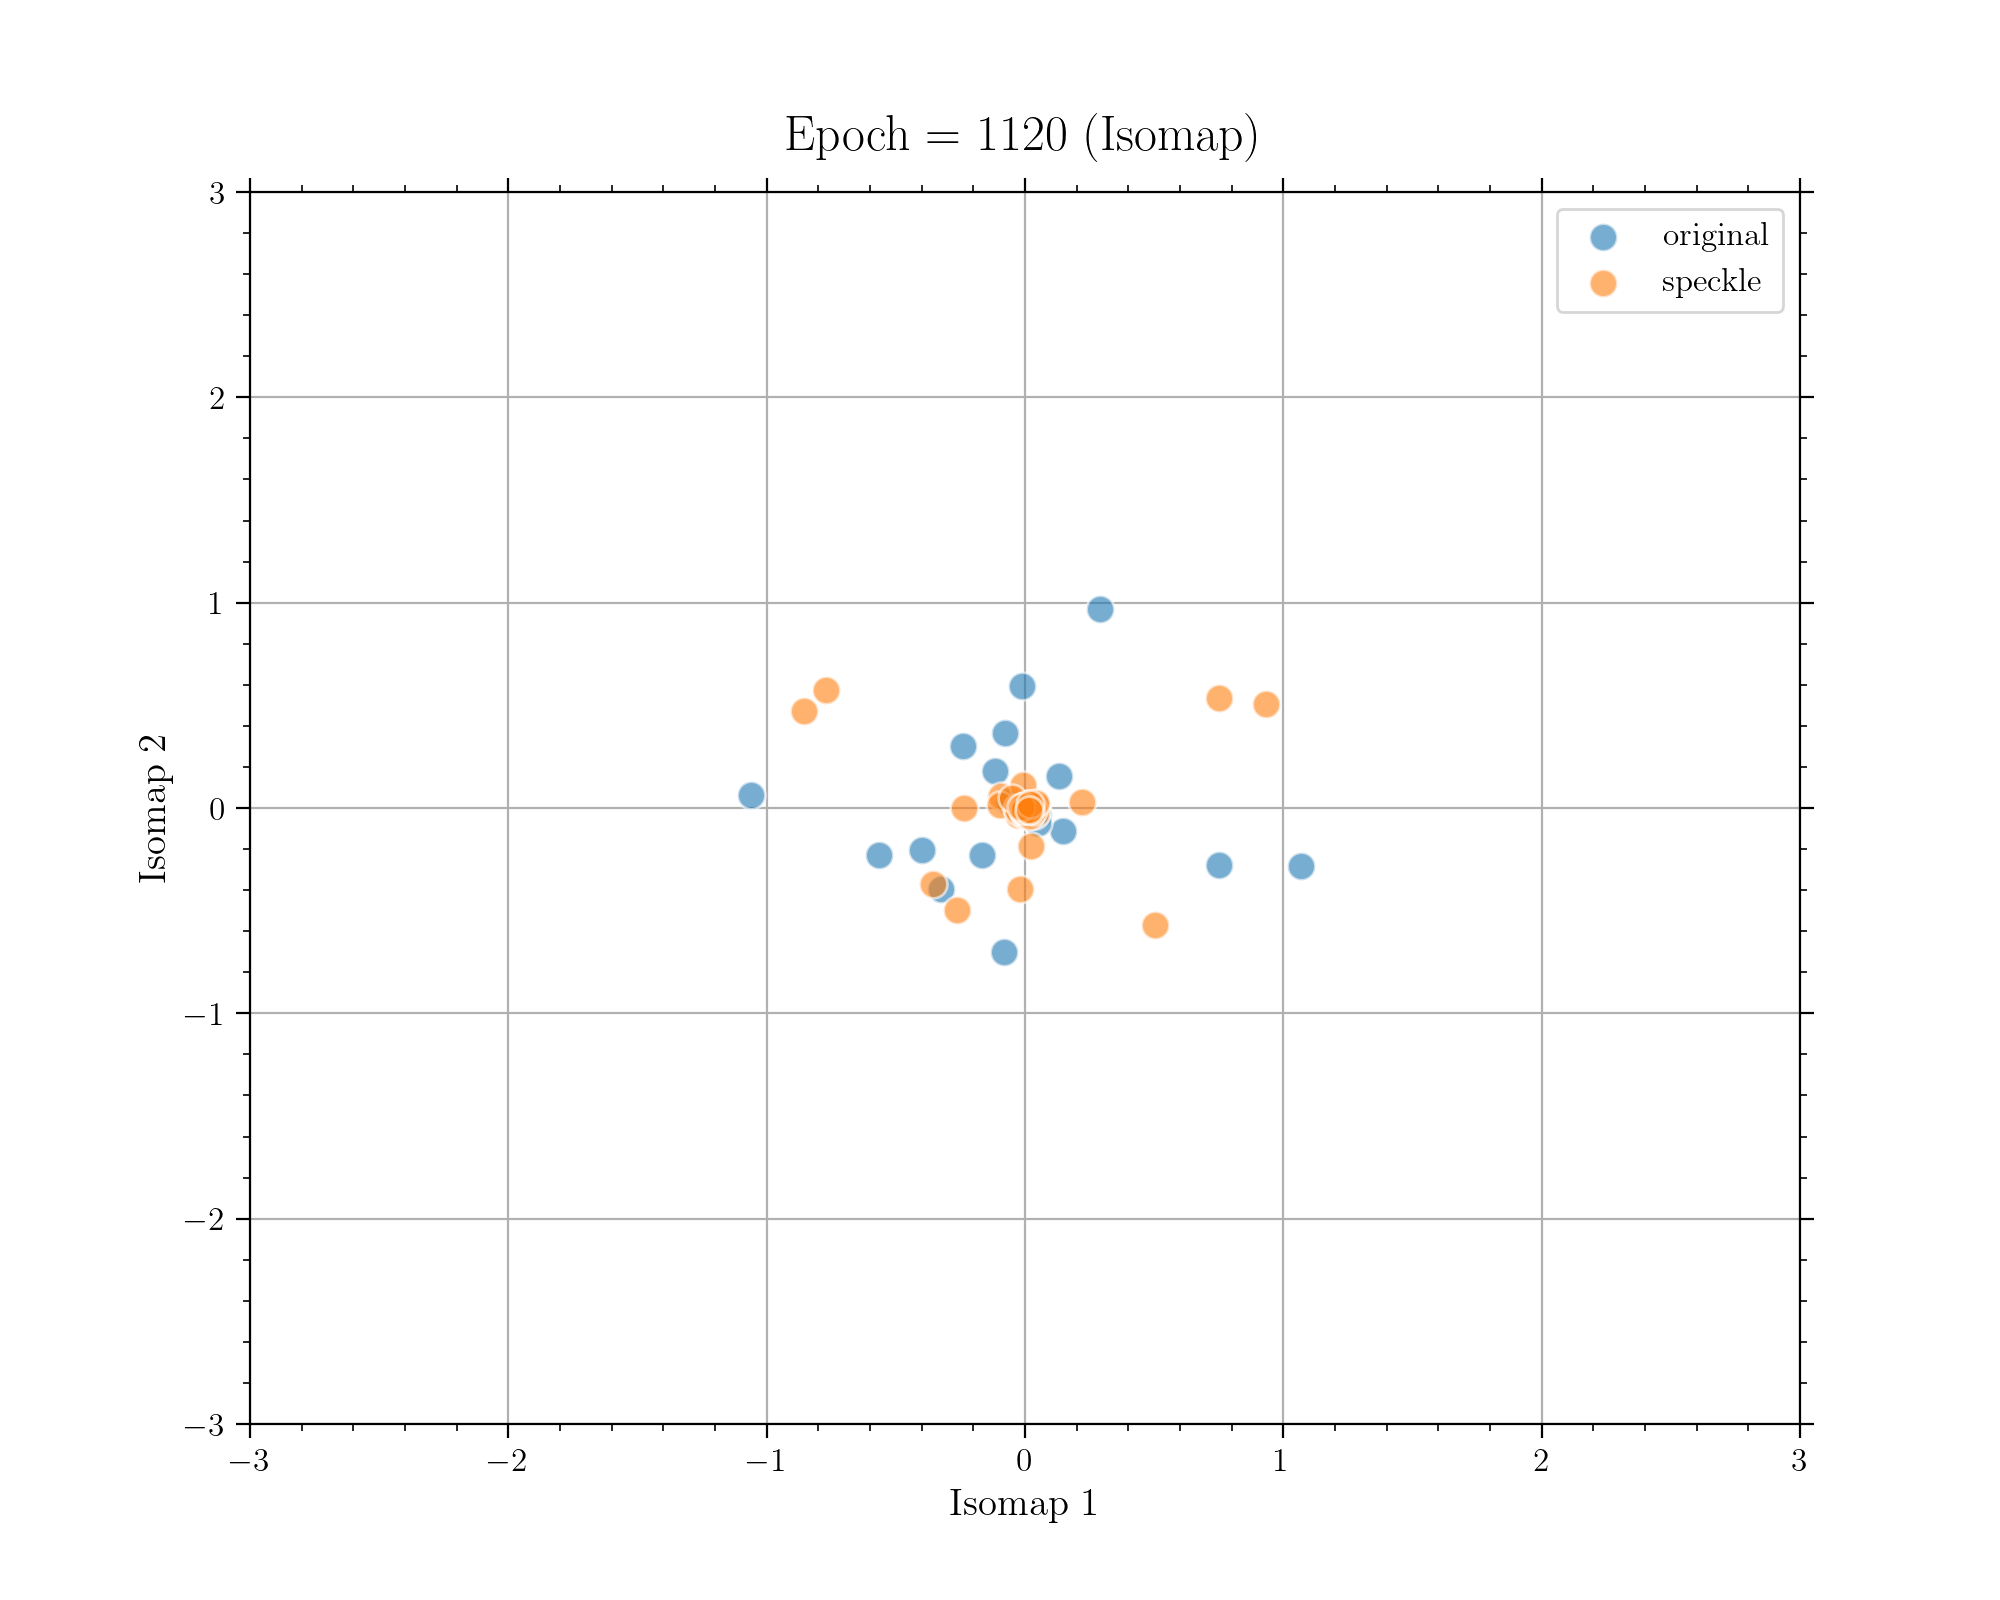 Epoch = 1120 (Isomap)
original
speckle
3
2
1
0
−1
−2
−3
Isomap 2
−3
−2
−1
0
1
2
3
Isomap 1